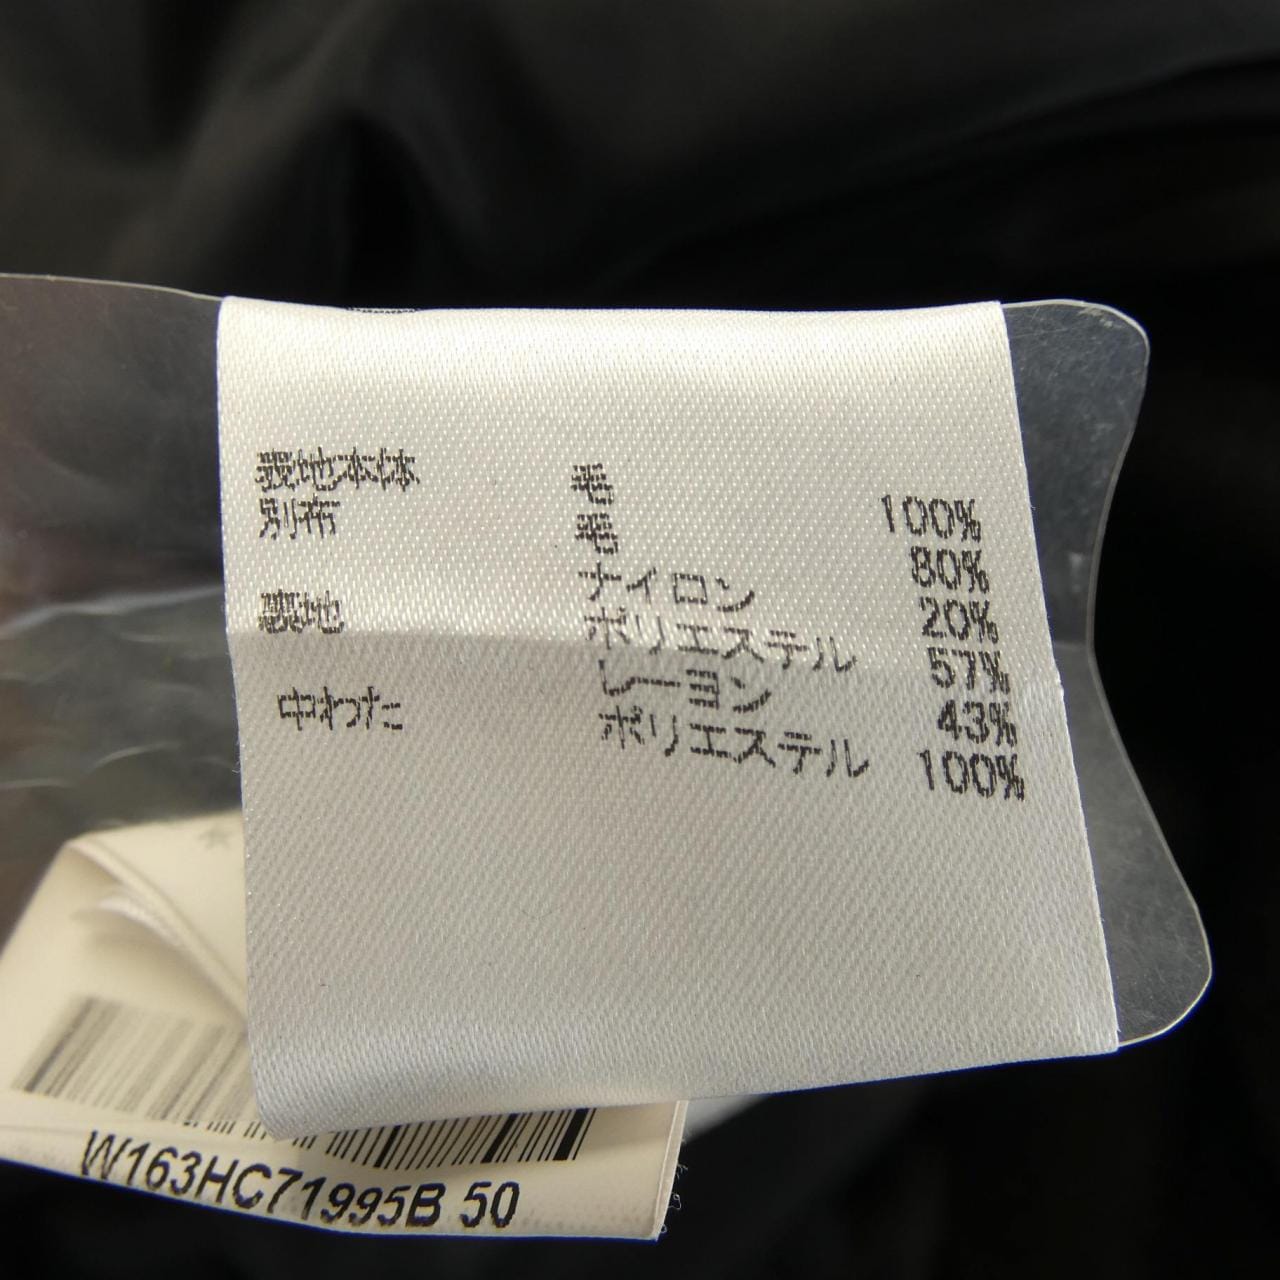 表地本体 毛 100%
別布 毛 80%
ナイロン 20%
裏地 ポリエステル 57%
レーヨン 43%
中わた ポリエステル 100%
W163HC71995B 50